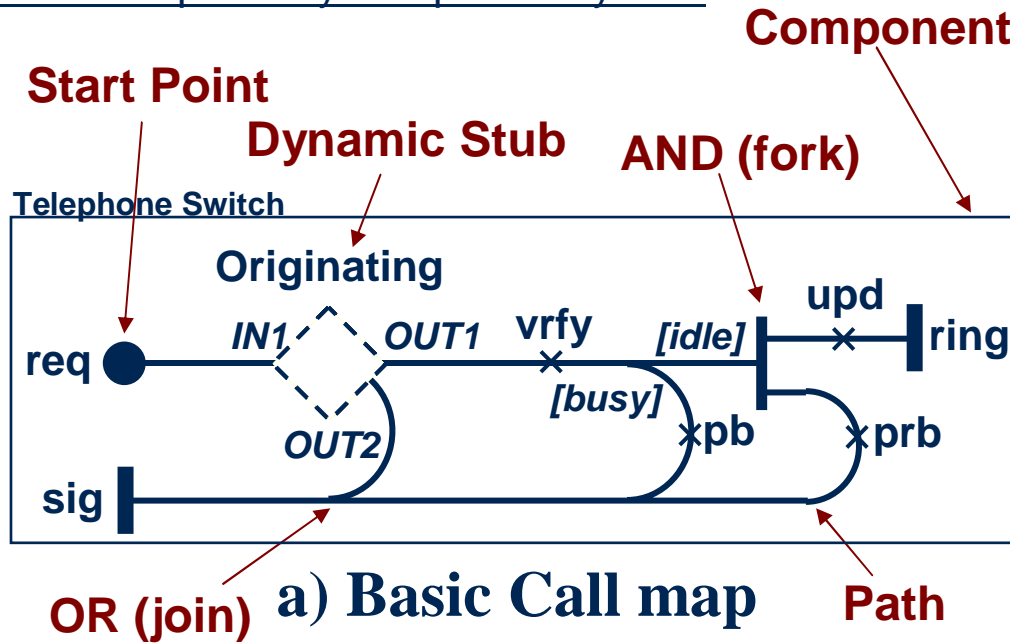 Component
Start Point
Dynamic Stub
AND (fork)
Telephone Switch
Originating
upd
IN1
OUT1
vrfy
[idle]
ring
req
[busy]
OUT2
pb
prb
sig
OR (join)
a) Basic Call map
Path